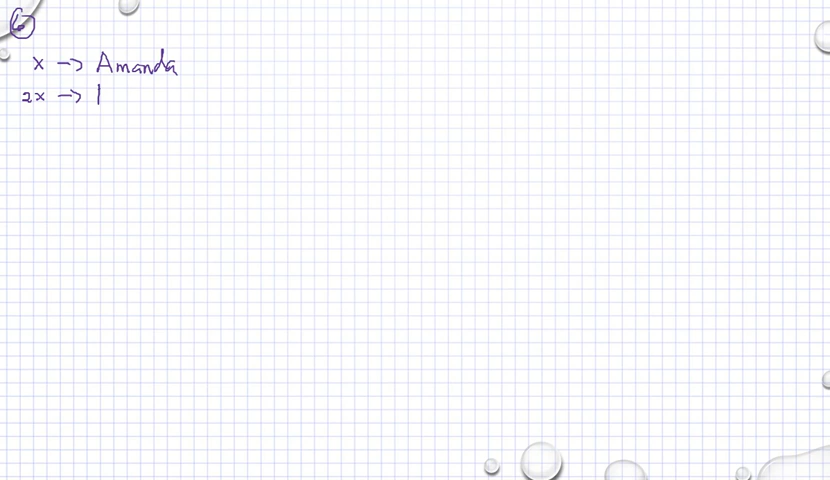 6
x → Amanda
2x → |